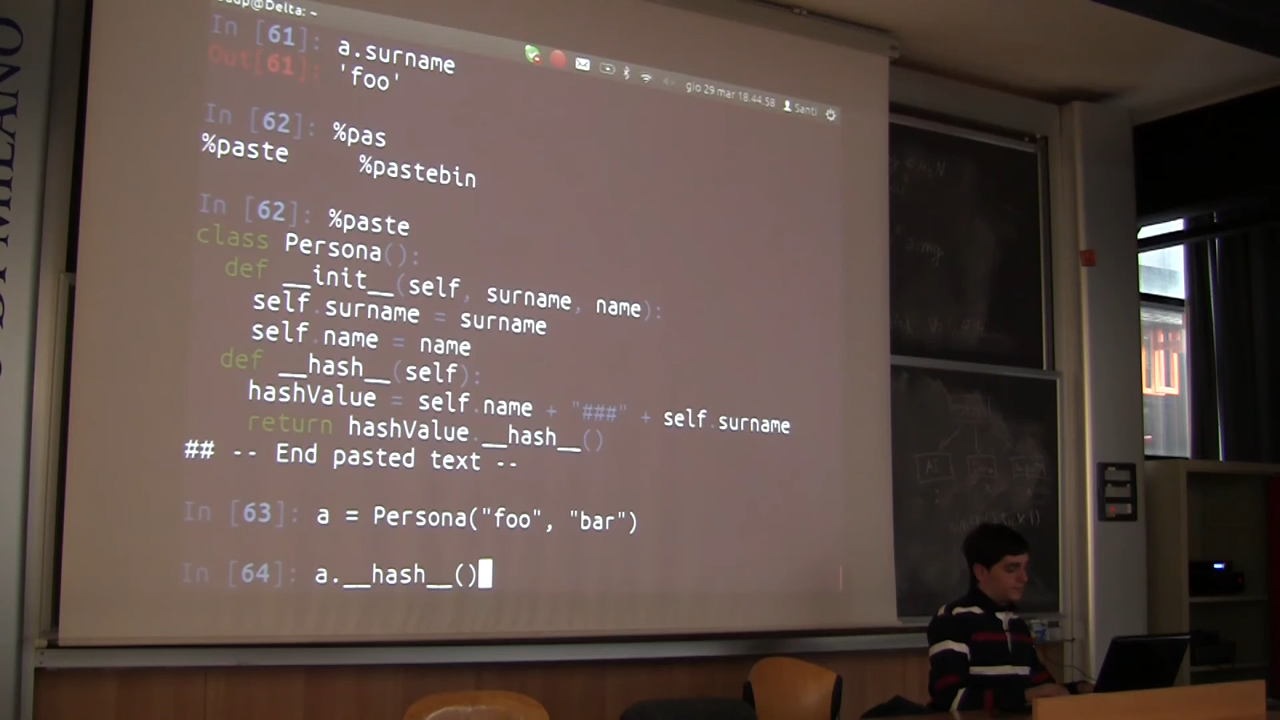 @Delta: ~
gio 29 mar 18.44.58 Santi
In [61]: a.surname
Out[61]: 'foo'
In [62]: %pas
%paste %pastebin
In [62]: %paste
class Persona():
def __init__(self, surname, name):
self.surname = surname
self.name = name
def __hash__(self):
hashValue = self.name + "###" + self.surname
return hashValue.__hash__()
## -- End pasted text --
In [63]: a = Persona("foo", "bar")
In [64]: a.__hash__()
MILANO